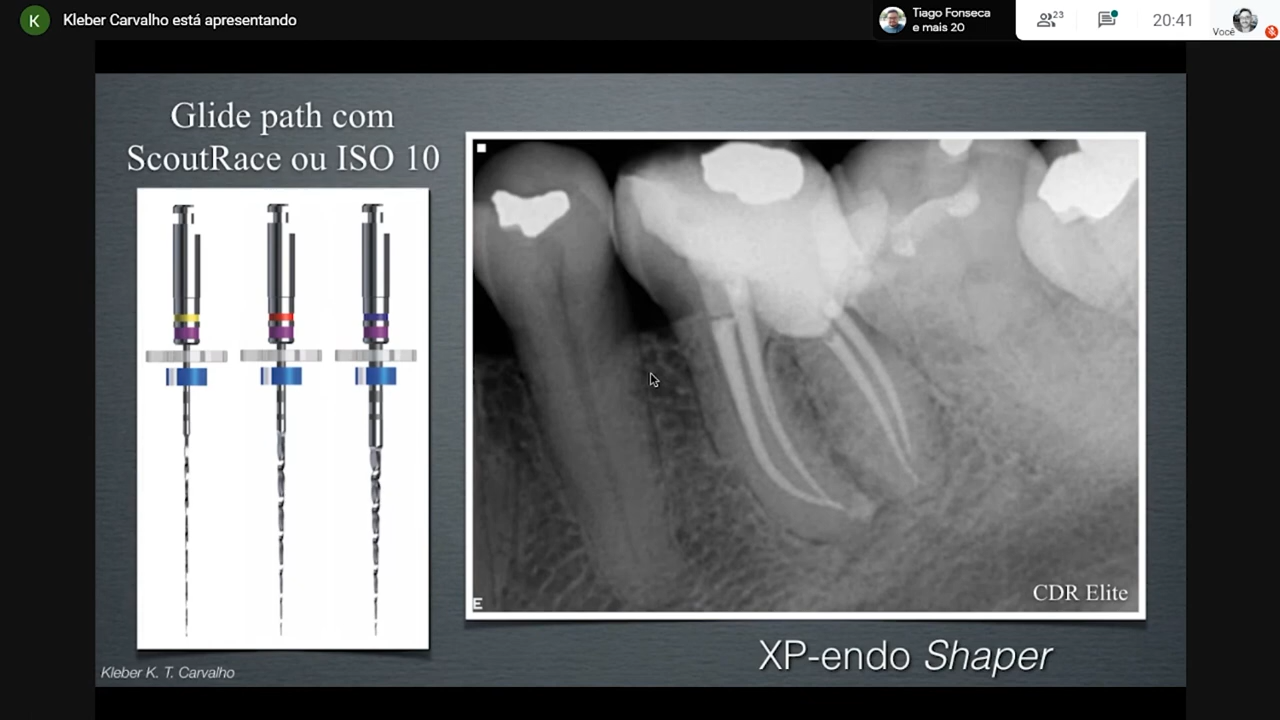 K
Kleber Carvalho está apresentando
Tiago Fonseca
e mais 20
23
20:41
Você
Glide path com
ScoutRace ou ISO 10
E
CDR Elite
XP-endo Shaper
Kleber K. T. Carvalho